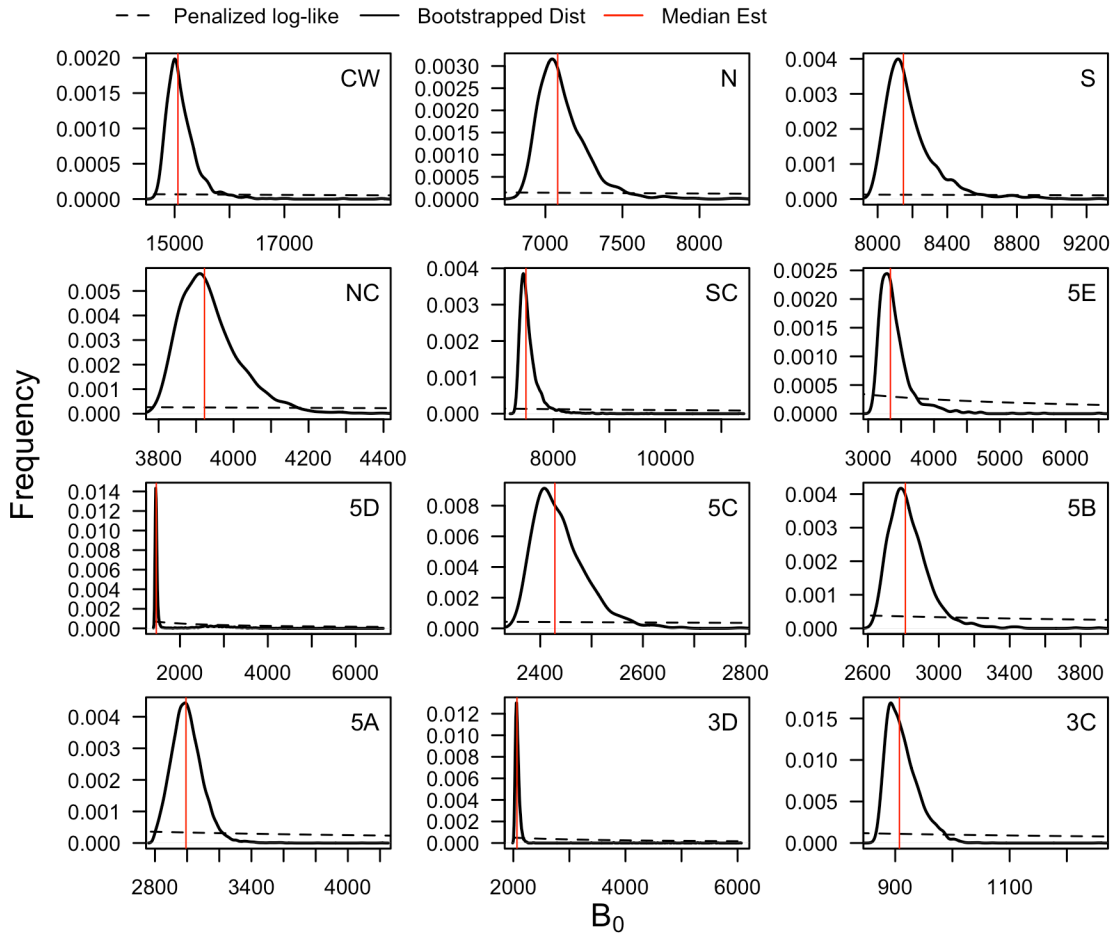 Penalized log-like Bootstrapped Dist Median Est
Frequency
CW
0.0020
0.0015
0.0010
0.0005
0.0000
15000 17000
N
0.0030
0.0025
0.0020
0.0015
0.0010
0.0005
0.0000
7000 7500 8000
S
0.004
0.003
0.002
0.001
0.000
8000 8400 8800 9200
NC
0.005
0.004
0.003
0.002
0.001
0.000
3800 4000 4200 4400
SC
0.004
0.003
0.002
0.001
0.000
8000 10000
5E
0.0025
0.0020
0.0015
0.0010
0.0005
0.0000
3000 4000 5000 6000
5D
0.014
0.012
0.010
0.008
0.006
0.004
0.002
0.000
2000 4000 6000
5C
0.008
0.006
0.004
0.002
0.000
2400 2600 2800
5B
0.004
0.003
0.002
0.001
0.000
2600 3000 3400 3800
5A
0.004
0.003
0.002
0.001
0.000
2800 3400 4000
3D
0.012
0.010
0.008
0.006
0.004
0.002
0.000
2000 4000 6000
3C
0.015
0.010
0.005
0.000
900 1100
B₀